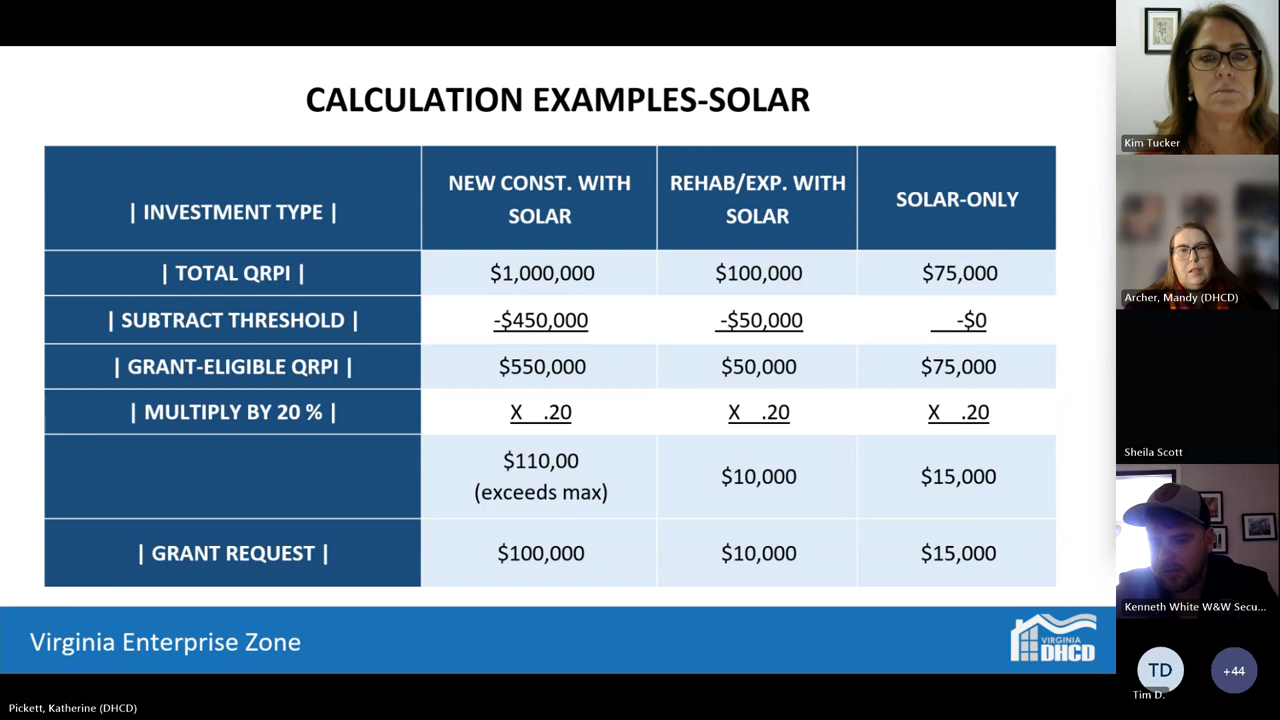 CALCULATION EXAMPLES-SOLAR
| INVESTMENT TYPE |
NEW CONST. WITH
SOLAR
REHAB/EXP. WITH
SOLAR
SOLAR-ONLY
| TOTAL QRPI |
$1,000,000
$100,000
$75,000
| SUBTRACT THRESHOLD |
-$450,000
-$50,000
-$0
| GRANT-ELIGIBLE QRPI |
$550,000
$50,000
$75,000
| MULTIPLY BY 20 % |
X .20
X .20
X .20
$110,00
(exceeds max)
$10,000
$15,000
| GRANT REQUEST |
$100,000
$10,000
$15,000
Virginia Enterprise Zone
VIRGINIA
DHCD
Pickett, Katherine (DHCD)
Kim Tucker
Archer, Mandy (DHCD)
Sheila Scott
Kenneth White W&W Secu...
TD
Tim D.
+44